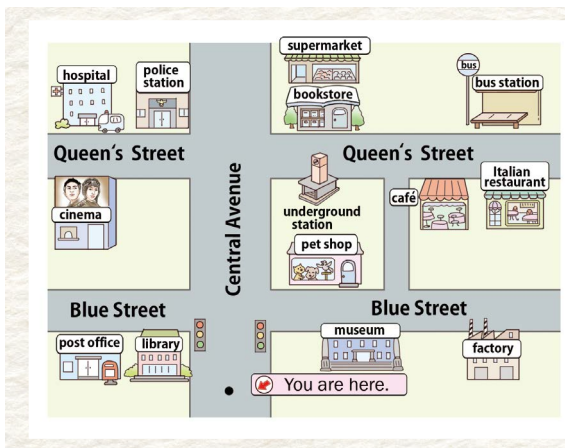 supermarket
hospital
police
station
bus
bus station
bookstore
Queen's Street
Queen's Street
Italian
restaurant
café
cinema
underground
station
Central Avenue
pet shop
Blue Street
Blue Street
post office
library
museum
factory
You are here.